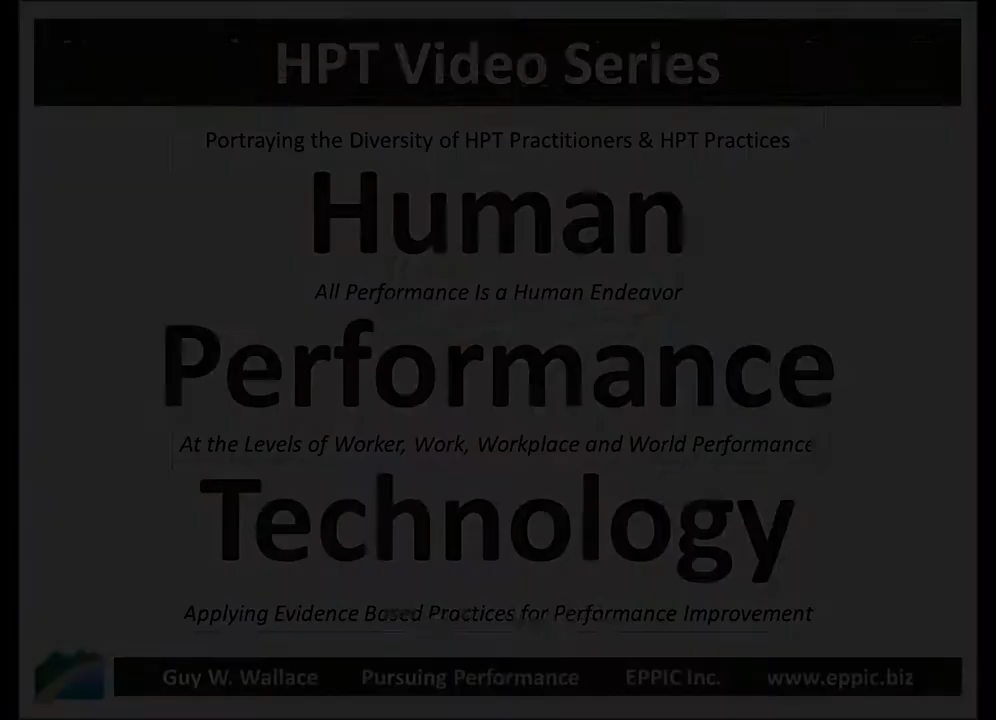 HPT Video Series
Portraying the Diversity of HPT Practitioners & HPT Practices
Human
All Performance Is a Human Endeavor
Performance
At the Levels of Worker, Work, Workplace and World Performance
Technology
Applying Evidence Based Practices for Performance Improvement
Guy W. Wallace Pursuing Performance EPPIC Inc. www.eppic.biz